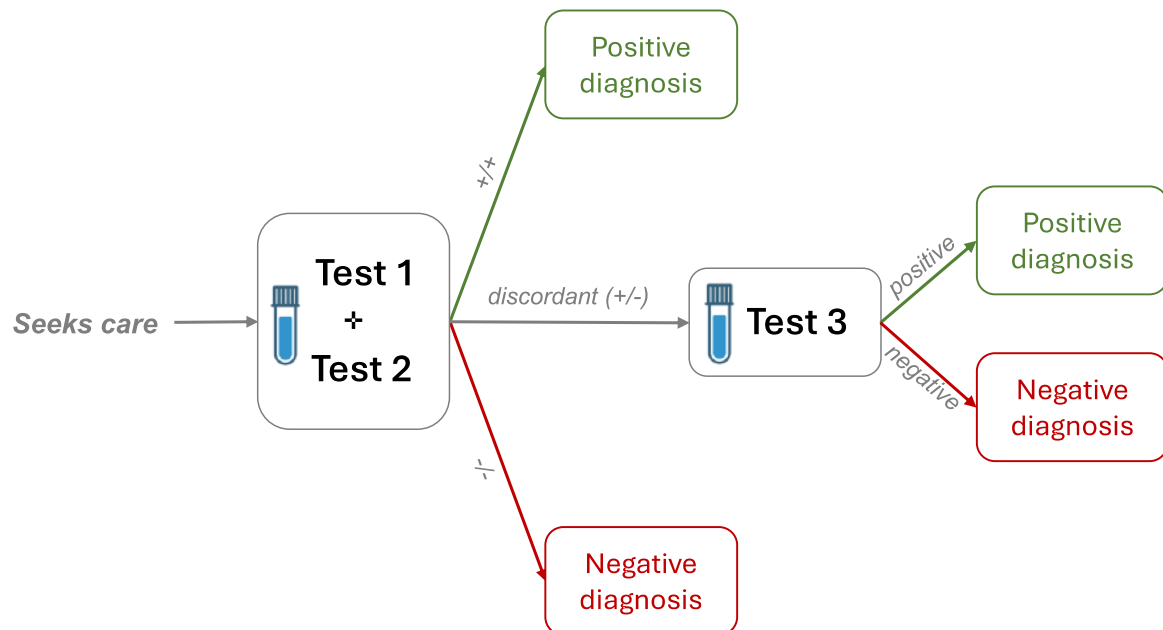 Positive
diagnosis
+/+
Seeks care
Test 1
+
Test 2
discordant (+/-)
Test 3
positive
Positive
diagnosis
negative
Negative
diagnosis
-/-
Negative
diagnosis